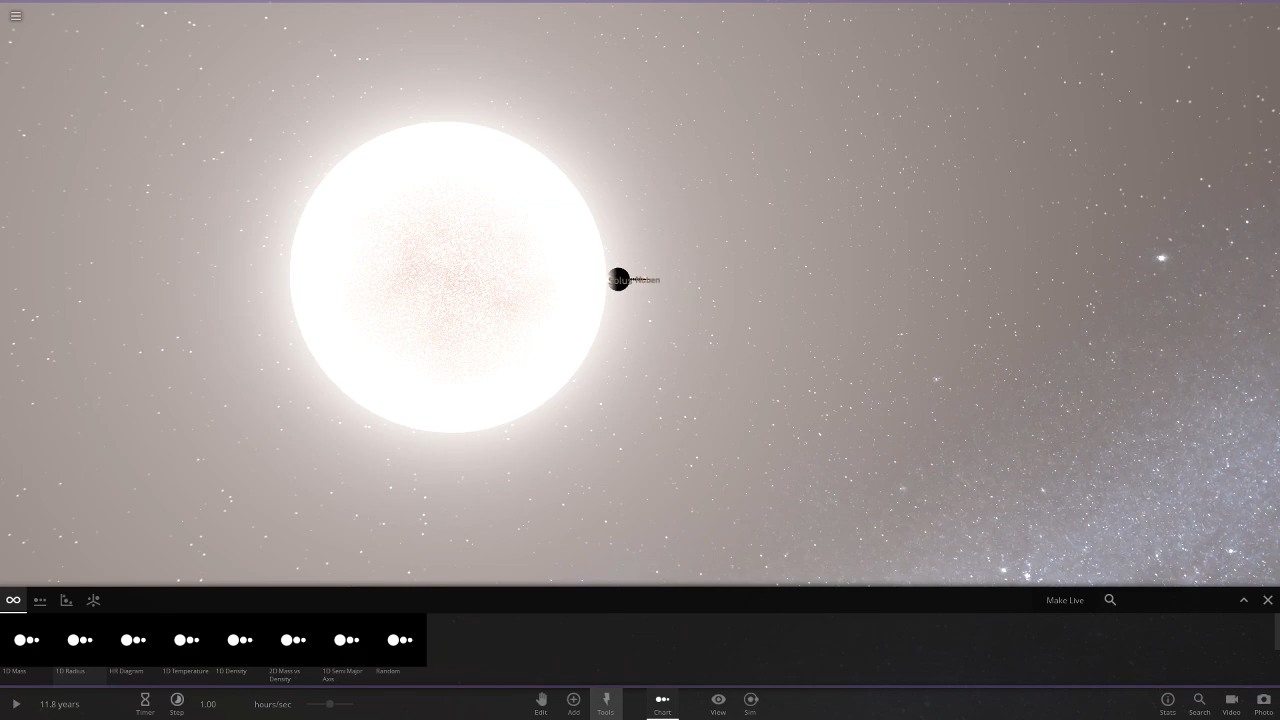 Make Live
1D Mass
1D Radius
HR Diagram
1D Temperature
1D Density
2D Mass vs
Density
1D Semi Major
Axis
Random
11.8 years
Timer
Step
1.00
hours/sec
Edit
Add
Tools
Chart
View
Sim
Stats
Search
Video
Photo